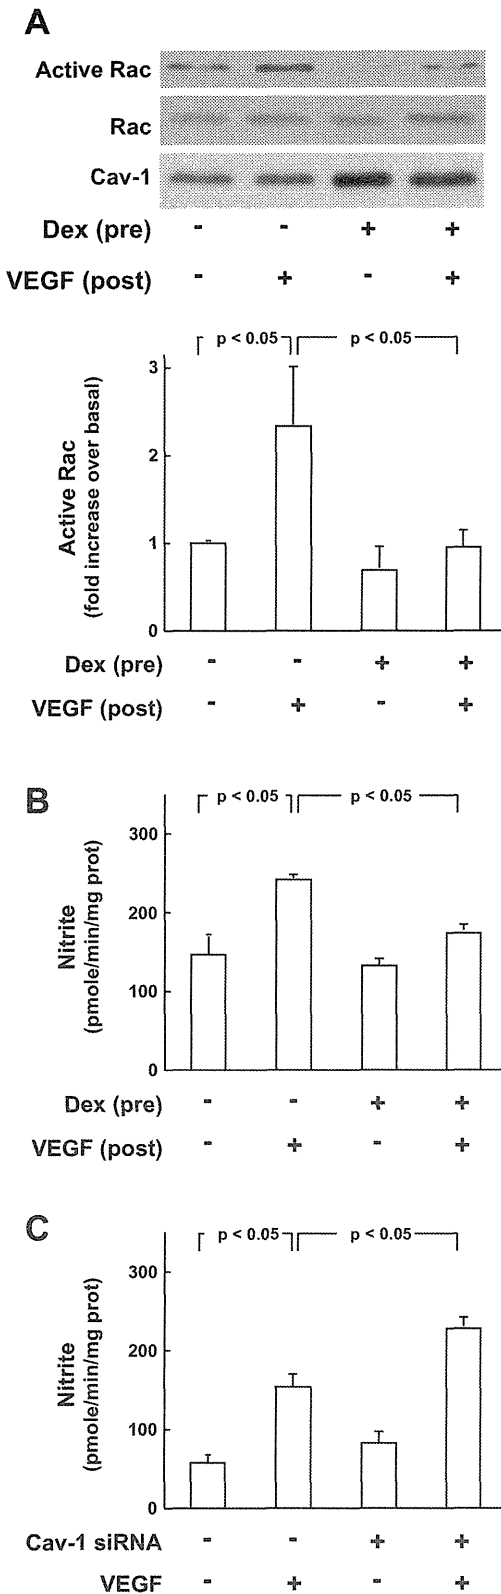 A
Active Rac
Rac
Cav-1
Dex (pre) - - + +
VEGF (post) - + - +
p < 0.05 p < 0.05
3
2
1
0
Active Rac
(fold increase over basal)
Dex (pre) - - + +
VEGF (post) - + - +
B
p < 0.05 p < 0.05
300
200
100
0
Nitrite
(pmole/min/mg prot)
Dex (pre) - - + +
VEGF (post) - + - +
C
p < 0.05 p < 0.05
300
200
100
0
Nitrite
(pmole/min/mg prot)
Cav-1 siRNA - - + +
VEGF - + - +